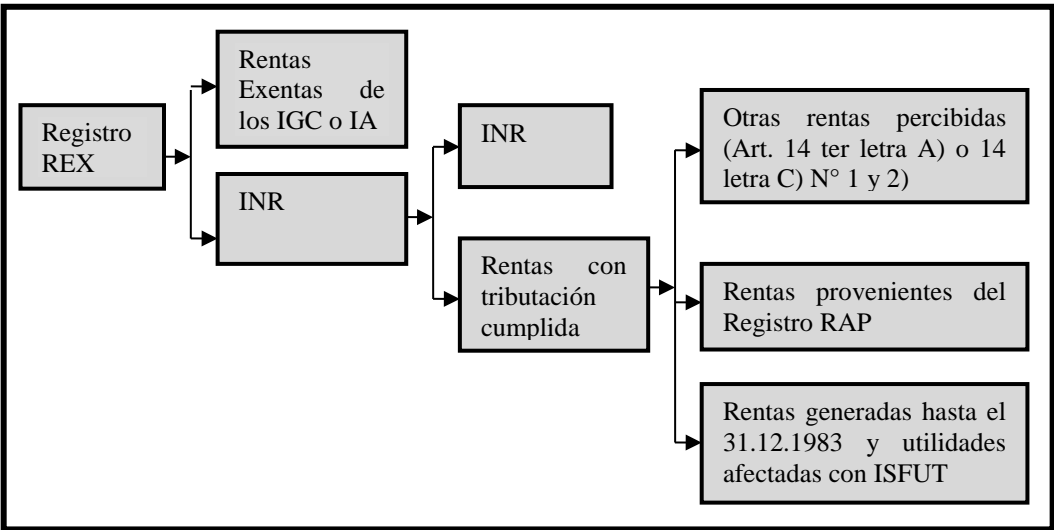 Registro
REX
Rentas
Exentas de
los IGC o IA
INR
INR
Rentas con
tributación
cumplida
Otras rentas percibidas
(Art. 14 ter letra A) o 14
letra C) N° 1 y 2)
Rentas provenientes del
Registro RAP
Rentas generadas hasta el
31.12.1983 y utilidades
afectadas con ISFUT